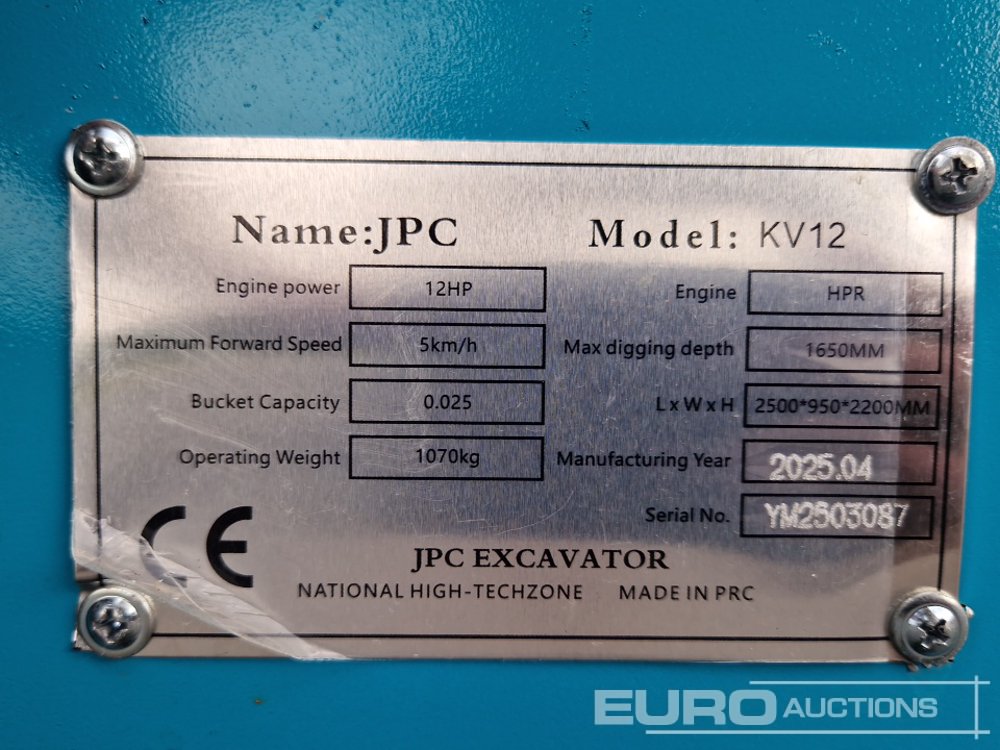 Name:JPC Model: KV12
Engine power 12HP Engine HPR
Maximum Forward Speed 5km/h Max digging depth 1650MM
Bucket Capacity 0.025 L x W x H 2500*950*2200MM
Operating Weight 1070kg Manufacturing Year 2025.04
Serial No. YM2503087
CE
JPC EXCAVATOR
NATIONAL HIGH-TECHZONE MADE IN PRC
EURO AUCTIONS